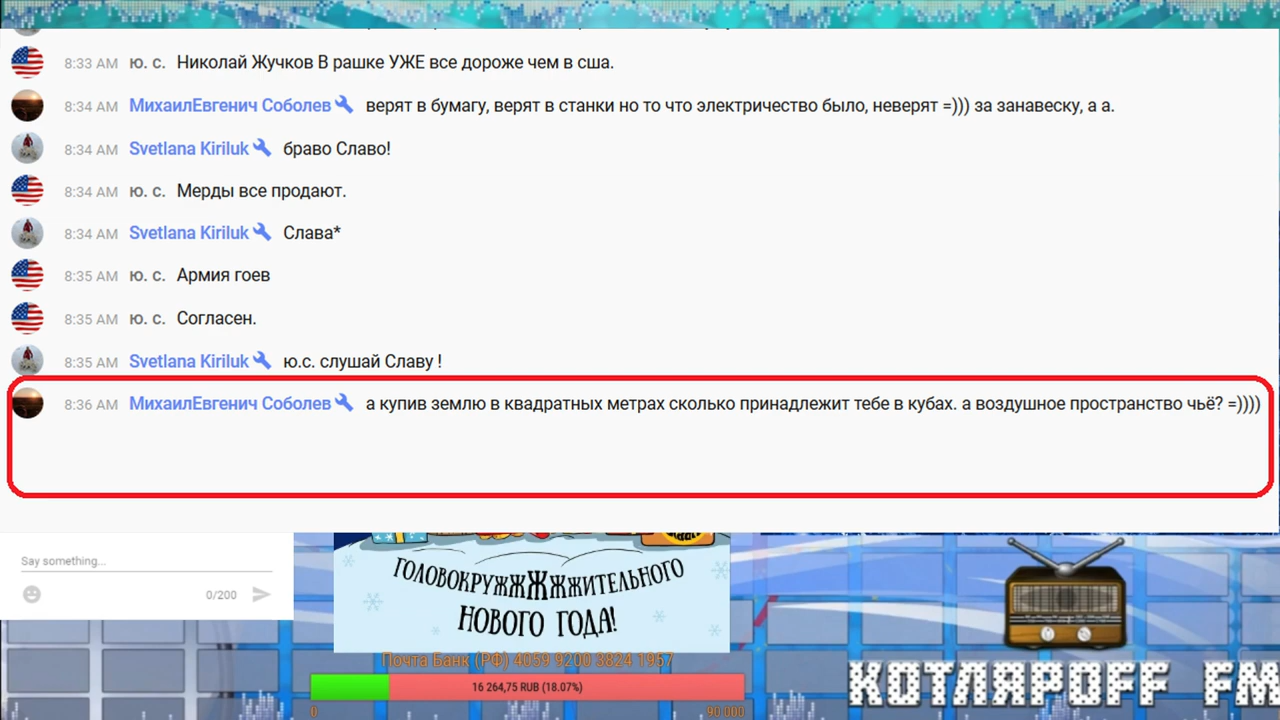 8:33 AM ю. с. Николай Жучков В рашке УЖЕ все дороже чем в сша.
8:34 AM МихаилЕвгенич Соболев верят в бумагу, верят в станки но то что электричество было, неверят =))) за занавеску, а а.
8:34 AM Svetlana Kiriluk браво Славо!
8:34 AM ю. с. Мерды все продают.
8:34 AM Svetlana Kiriluk Слава*
8:35 AM ю. с. Армия гоев
8:35 AM ю. с. Согласен.
8:35 AM Svetlana Kiriluk ю.с. слушай Славу !
8:36 AM МихаилЕвгенич Соболев а купив землю в квадратных метрах сколько принадлежит тебе в кубах. а воздушное пространство чьё? =))))
Say something...
0/200
ГОЛОВОКРУЖЖЖЖЖИТЕЛЬНОГО
НОВОГО ГОДА!
Почта Банк (РФ) 4059 9200 3824 1957
16 264,75 RUB (18.07%)
0 90 000
КОТЛЯРОFF FM